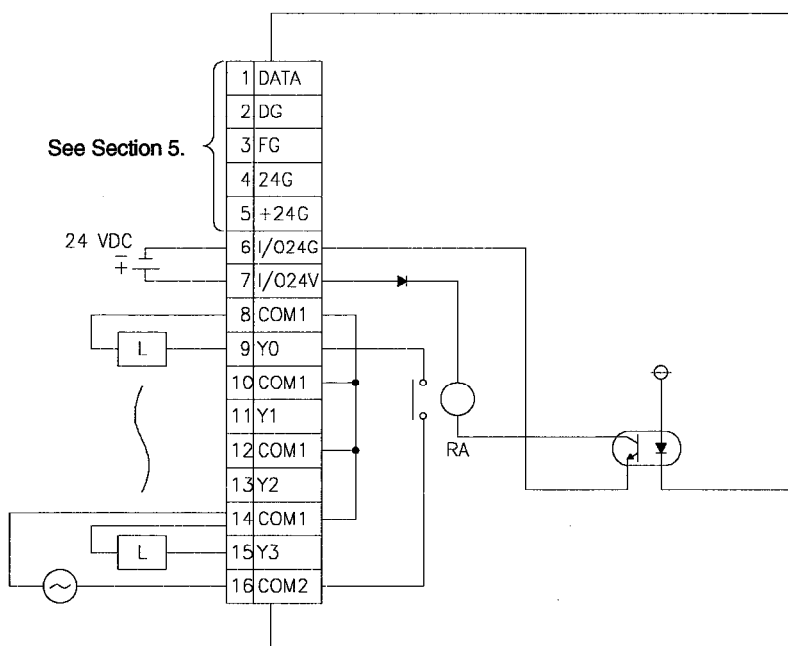 1 DATA
2 DG
3 FG
See Section 5.
4 24G
5 +24G
24 VDC
6 I/O24G
7 I/O24V
8 COM1
L
9 Y0
10 COM1
11 Y1
12 COM1
RA
13 Y2
14 COM1
L
15 Y3
16 COM2